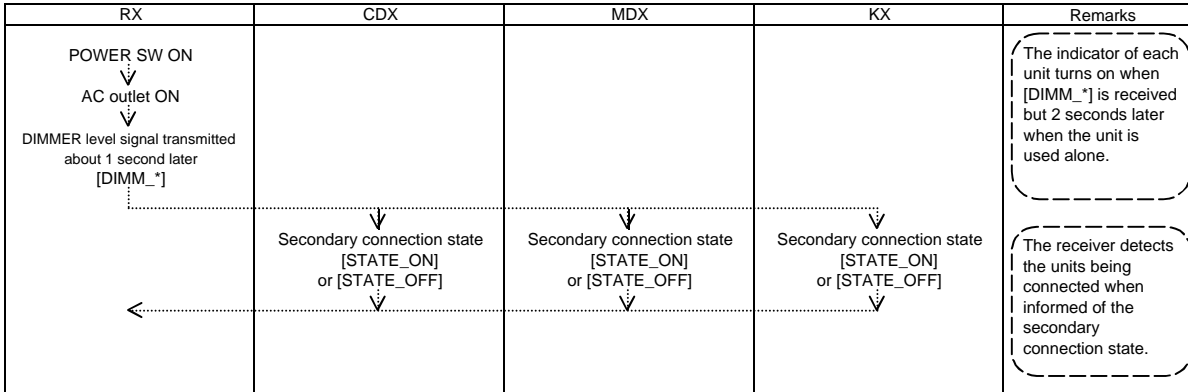 RX
CDX
MDX
KX
Remarks
POWER SW ON
AC outlet ON
DIMMER level signal transmitted
about 1 second later
[DIMM_*]
The indicator of each
unit turns on when
[DIMM_*] is received
but 2 seconds later
when the unit is
used alone.
Secondary connection state
[STATE_ON]
or [STATE_OFF]
Secondary connection state
[STATE_ON]
or [STATE_OFF]
Secondary connection state
[STATE_ON]
or [STATE_OFF]
The receiver detects
the units being
connected when
informed of the
secondary
connection state.